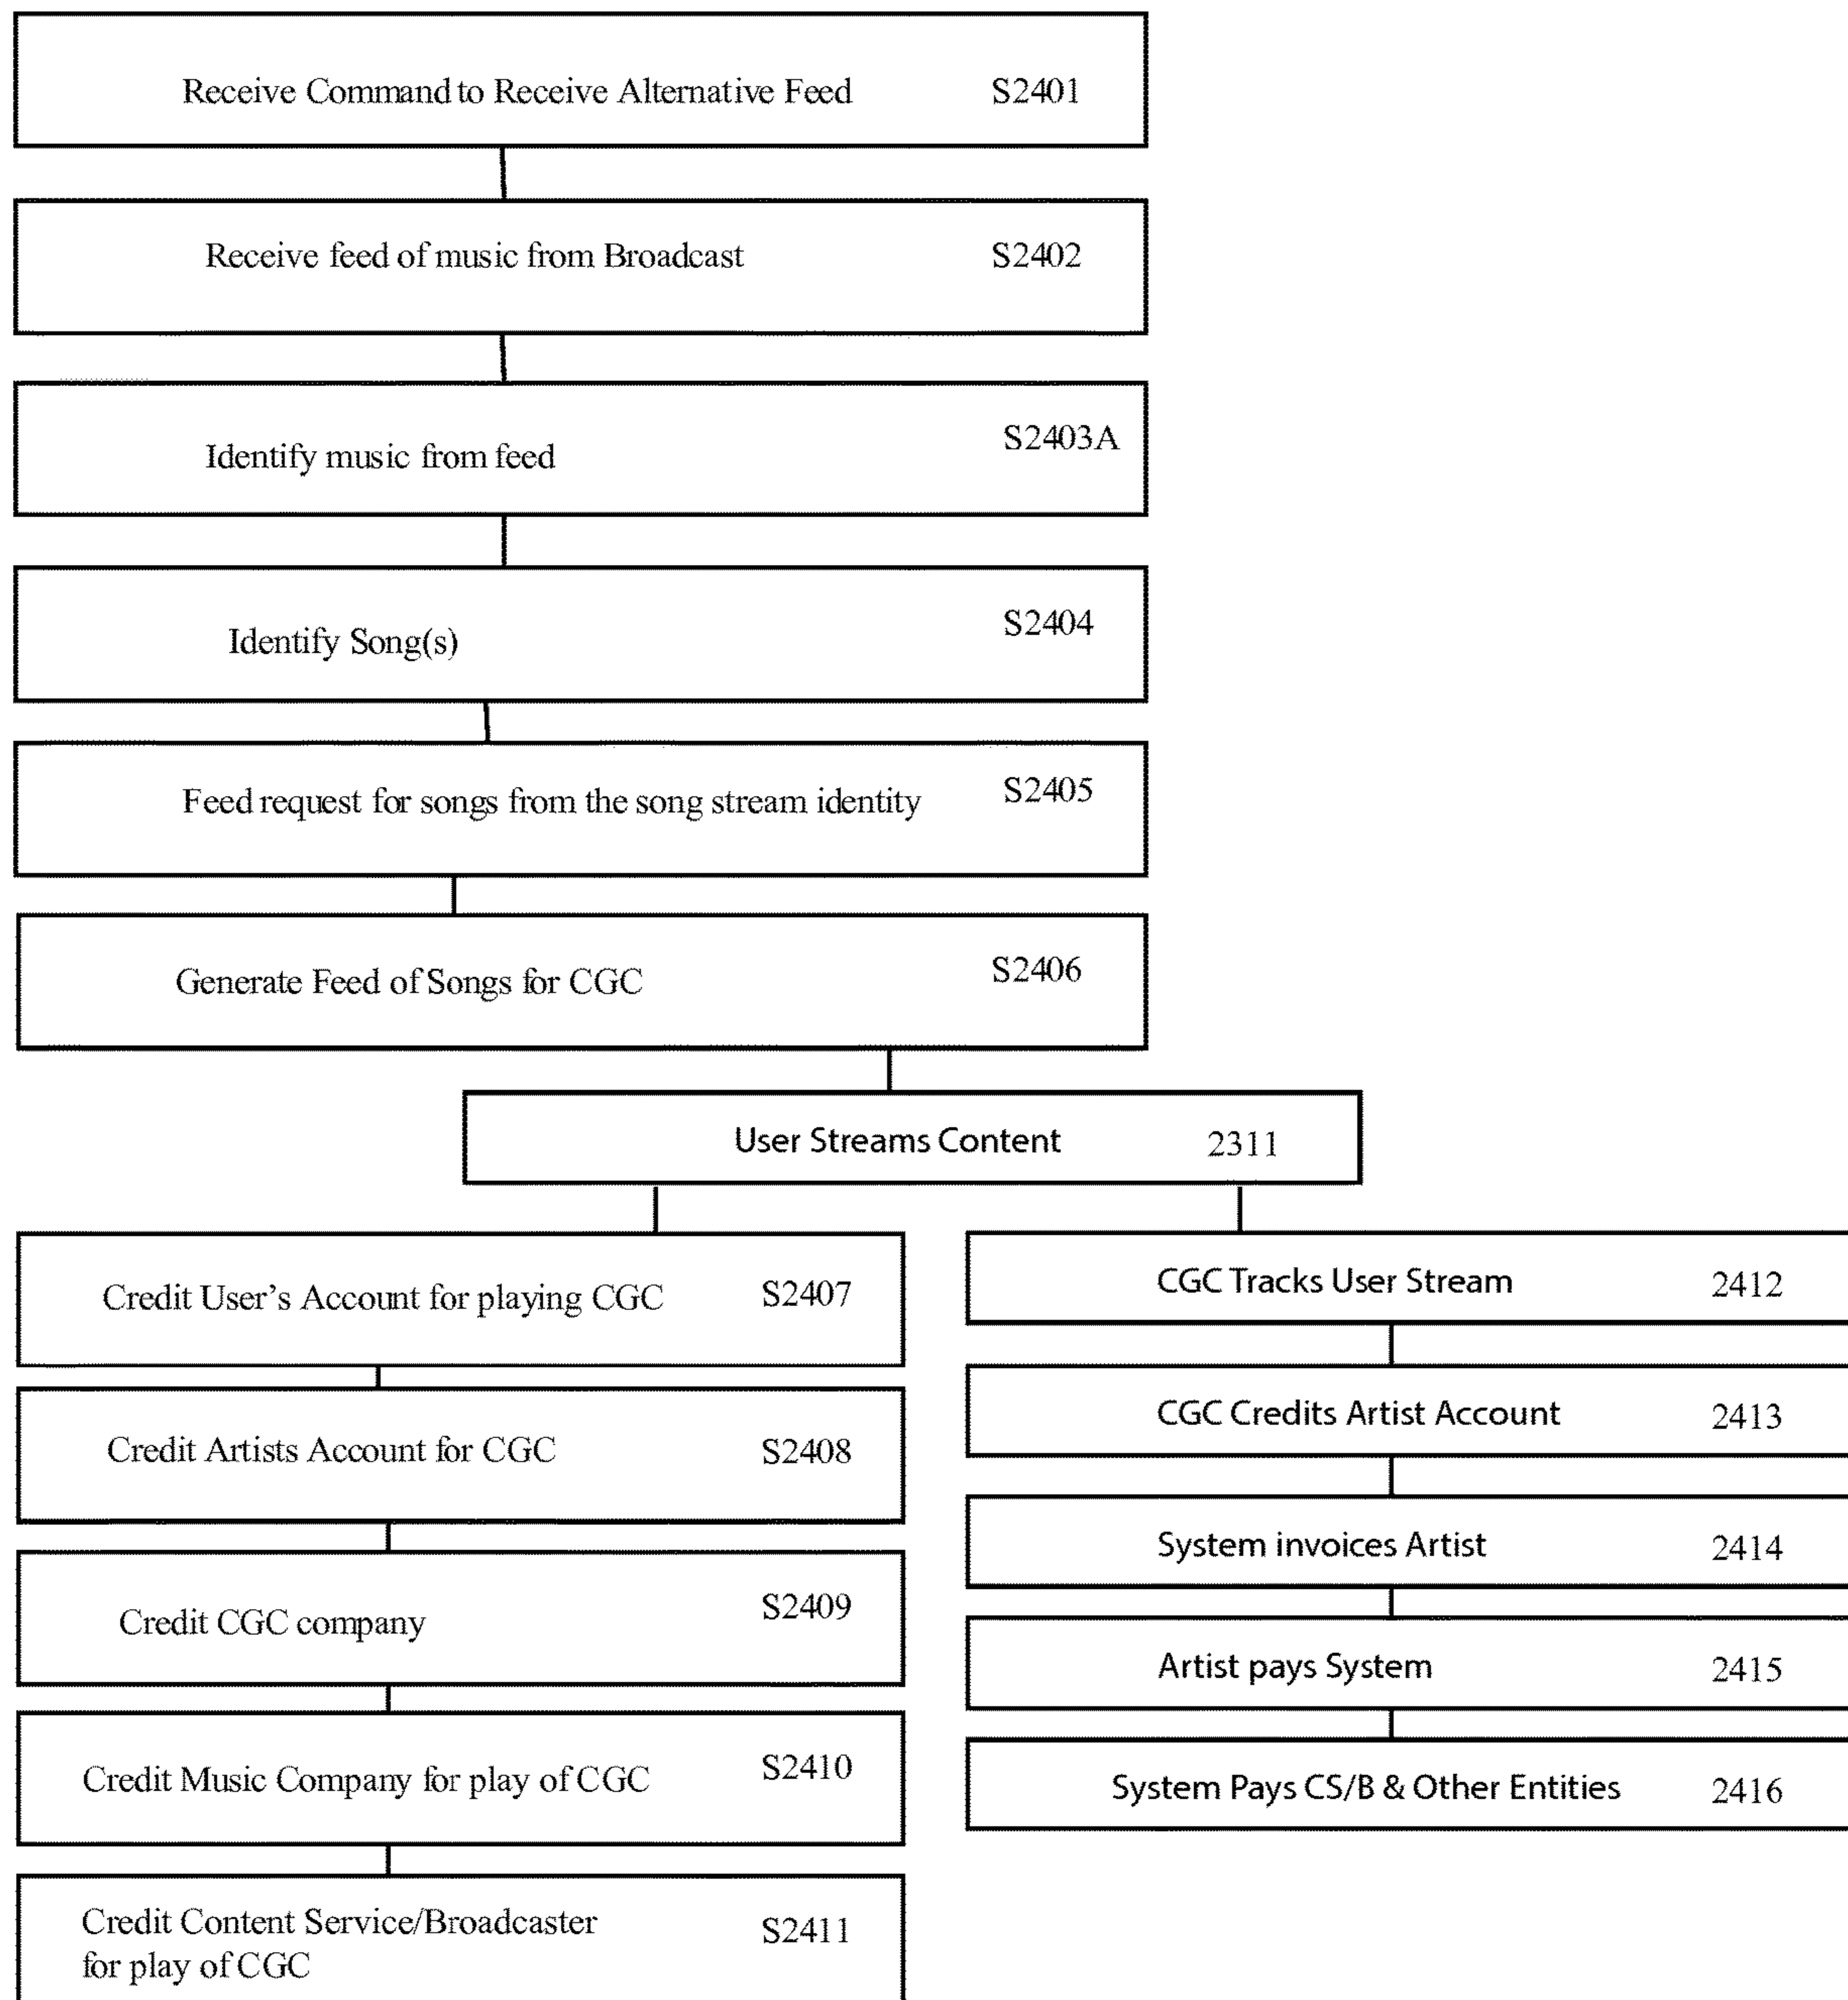 Receive Command to Receive Alternative Feed S2401
Receive feed of music from Broadcast S2402
Identify music from feed S2403A
Identify Song(s) S2404
Feed request for songs from the song stream identity S2405
Generate Feed of Songs for CGC S2406
User Streams Content 2311
Credit User's Account for playing CGC S2407
Credit Artists Account for CGC S2408
Credit CGC company S2409
Credit Music Company for play of CGC S2410
Credit Content Service/Broadcaster S2411
for play of CGC
CGC Tracks User Stream 2412
CGC Credits Artist Account 2413
System invoices Artist 2414
Artist pays System 2415
System Pays CS/B & Other Entities 2416